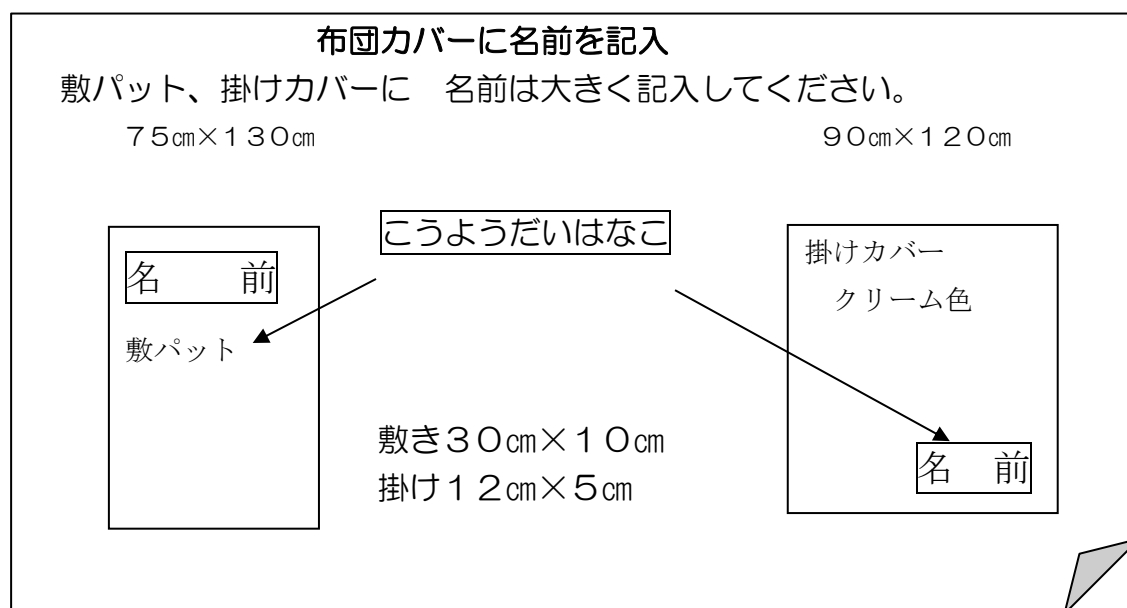 布団カバーに名前を記入
敷パット、掛けカバーに　名前は大きく記入してください。
７５㎝×１３０㎝
９０㎝×１２０㎝
こうようだいはなこ
名　　前
敷パット
掛けカバー
クリーム色
敷き３０㎝×１０㎝
掛け１２㎝×５㎝
名　前